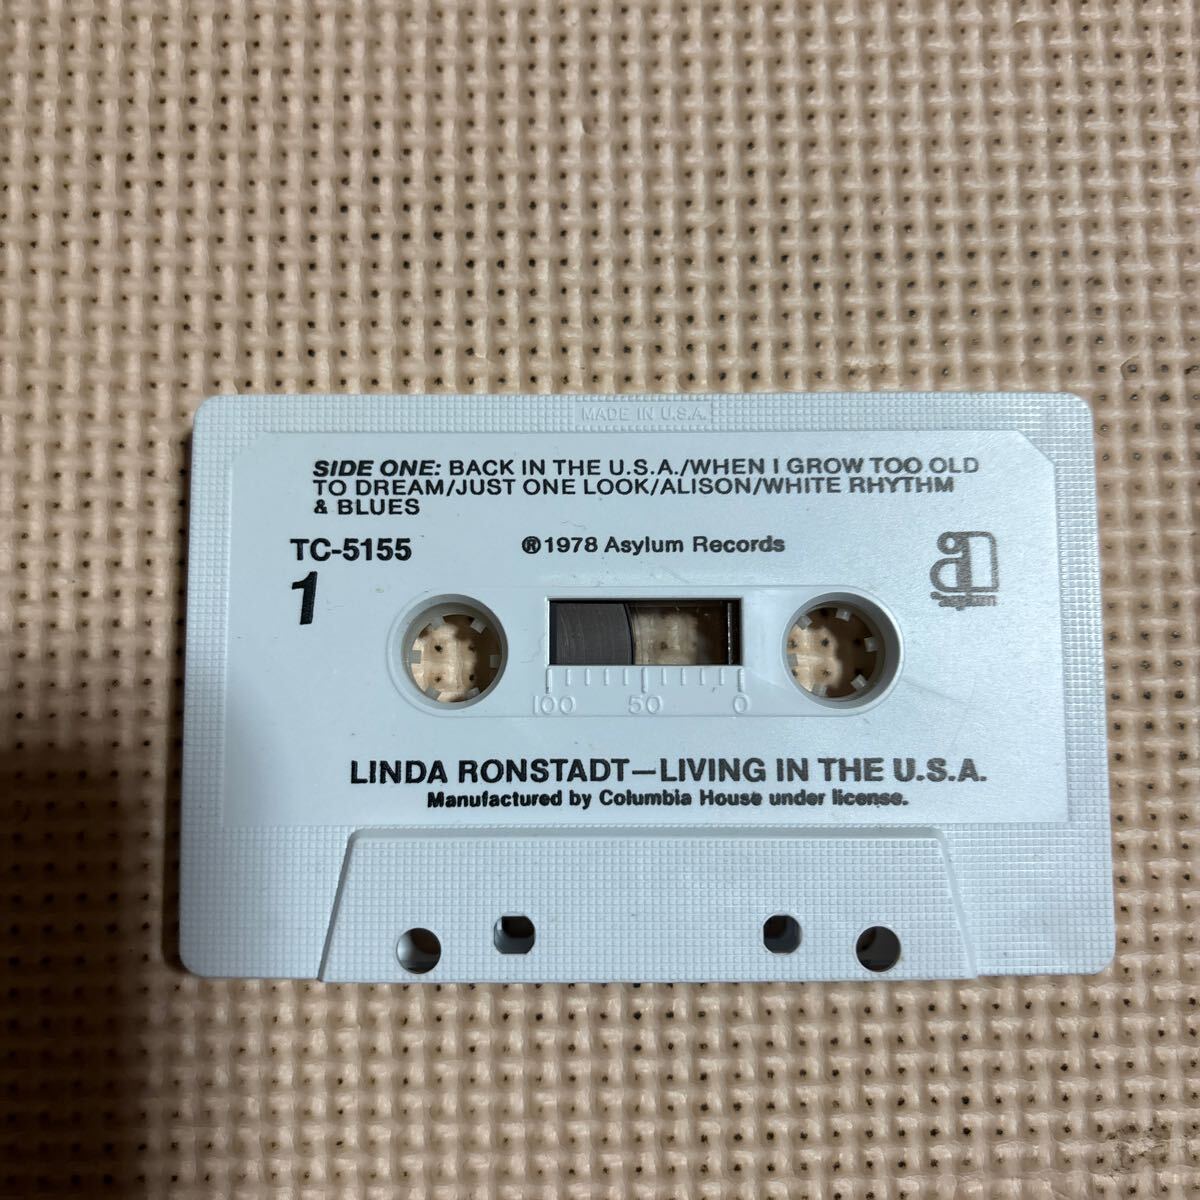 MADE IN U.S.A.
SIDE ONE: BACK IN THE U.S.A./WHEN I GROW TOO OLD
TO DREAM/JUST ONE LOOK/ALISON/WHITE RHYTHM
& BLUES
TC-5155
®1978 Asylum Records
1
asylum
100 50 0
LINDA RONSTADT—LIVING IN THE U.S.A.
Manufactured by Columbia House under license.